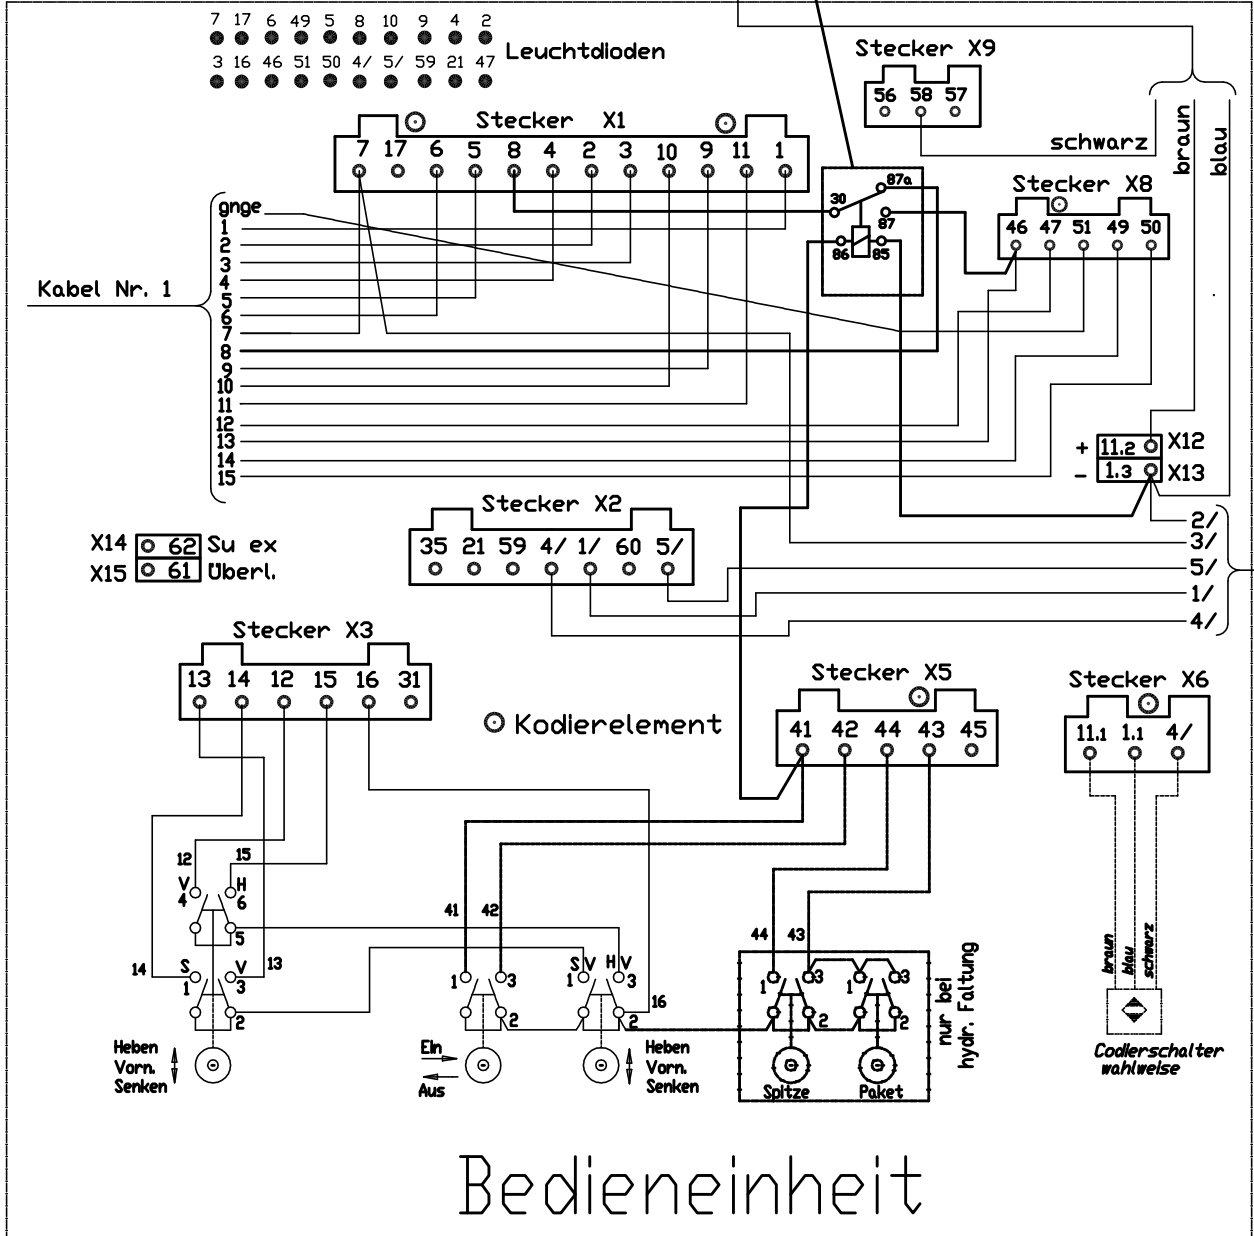 7 17 6 49 5 8 10 9 4 2
3 16 46 51 50 4/ 5/ 59 21 47
Leuchtdioden
Stecker X9
56 58 57
schwarz
braun
blau
Stecker X1
7 17 6 5 8 4 2 3 10 9 11 1
87a
30
87
86 85
Stecker X8
46 47 51 49 50
gnge
1
2
3
4
5
6
7
8
9
10
11
12
13
14
15
Kabel Nr. 1
+ 11.2 X12
- 1.3 X13
Stecker X2
35 21 59 4/ 1/ 60 5/
2/
3/
5/
1/
4/
X14 62 Su ex
X15 61 Überl.
Stecker X3
13 14 12 15 16 31
Kodierelement
Stecker X5
41 42 44 43 45
Stecker X6
11.1 1.1 4/
12 15
V H
4 6
5
14 S V 13
1 3
2
Heben
Vorn.
Senken
41 42
1 3
2
Ein
Aus
S V H V
1 3
16
2
Heben
Vorn.
Senken
44 43
1 3 1 3
2 2
Spitze Paket
nur bei
hydr. Faltung
braun
blau
schwarz
Codierschalter
wahlweise
Bedieneinheit